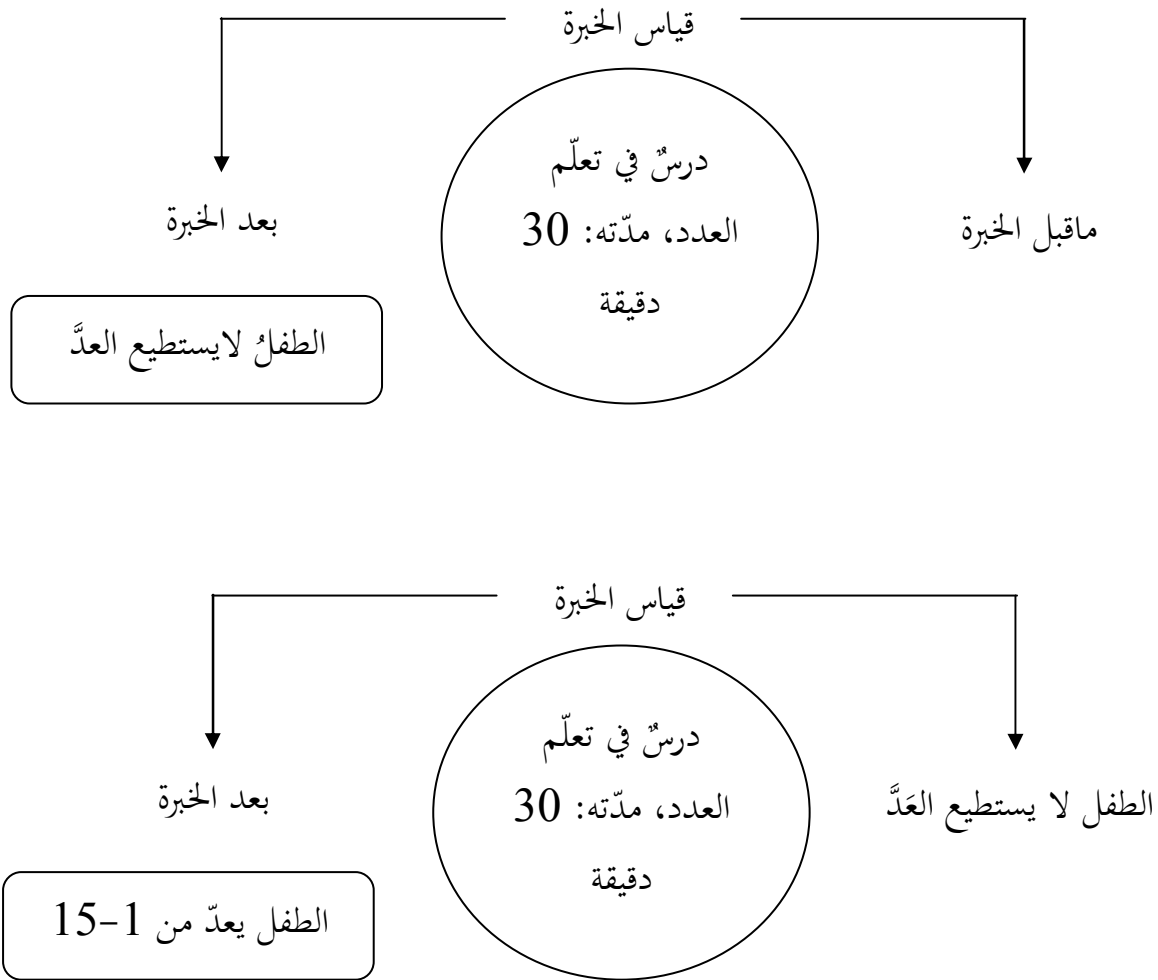 قياس الخبرة
درسٌ في تعلّم
العدد، مدّته: 30
دقيقة
ماقبل الخبرة
بعد الخبرة
الطفلُ لايستطيع العدَّ
قياس الخبرة
درسٌ في تعلّم
العدد، مدّته: 30
دقيقة
الطفل لا يستطيع العَدَّ
بعد الخبرة
الطفل يعدّ من 1-15